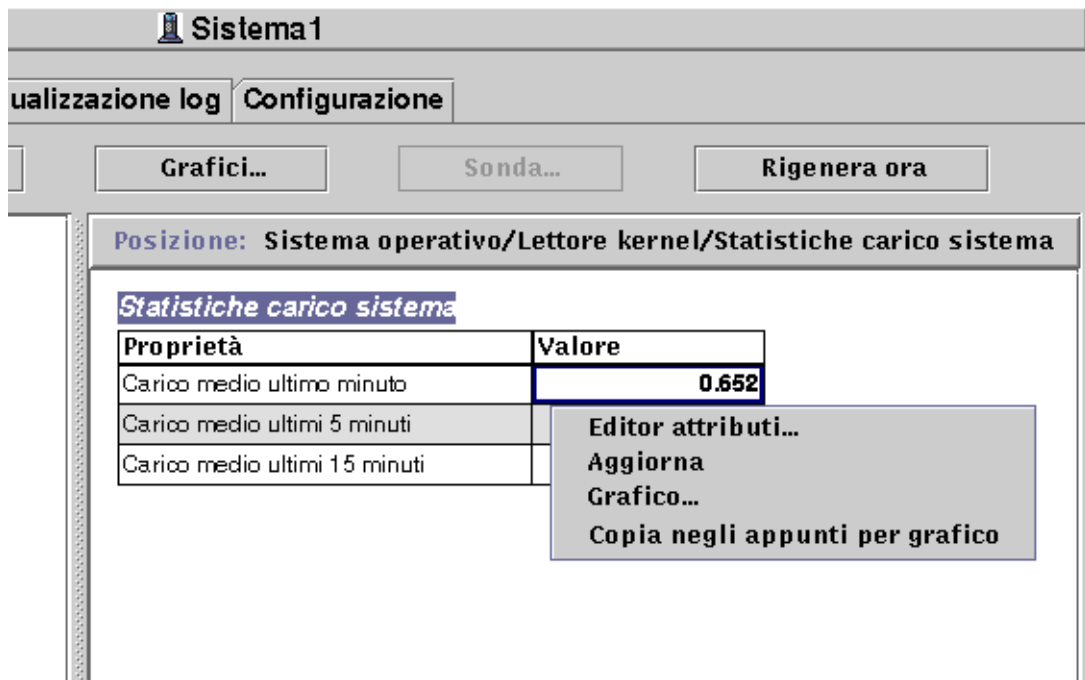 Sistema1
ualizzazione log Configurazione
Grafici... Sonda... Rigenera ora
Posizione: Sistema operativo/Lettore kernel/Statistiche carico sistema
Statistiche carico sistema
Proprietà Valore
Carico medio ultimo minuto 0.652
Carico medio ultimi 5 minuti
Carico medio ultimi 15 minuti
Editor attributi...
Aggiorna
Grafico...
Copia negli appunti per grafico